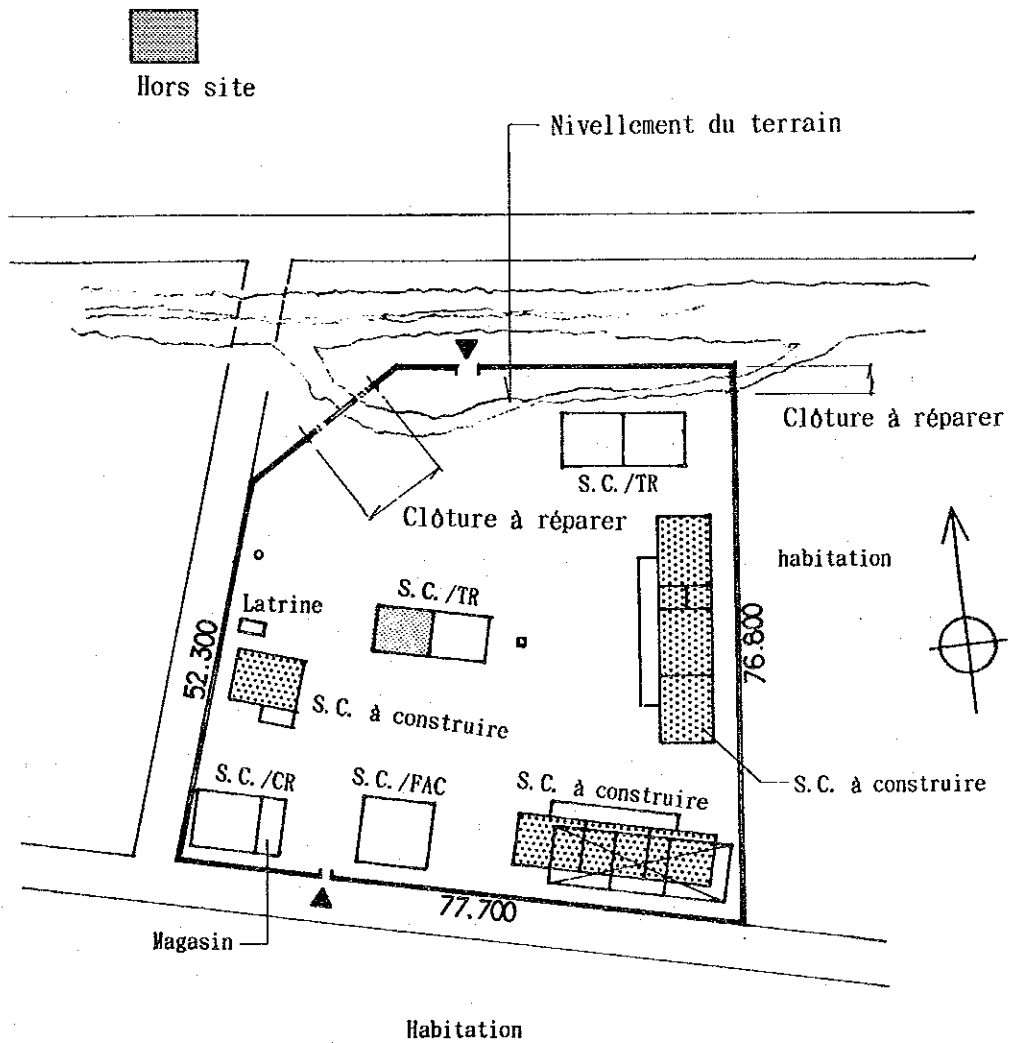 Hors site
Nivellement du terrain
Clôture à réparer
S.C./TR
Clôture à réparer
habitation
S.C./TR
Latrine
52.300
76.800
S.C. à construire
S.C./CR
S.C./FAC
S.C. à construire
S.C. à construire
77.700
Magasin
Habitation